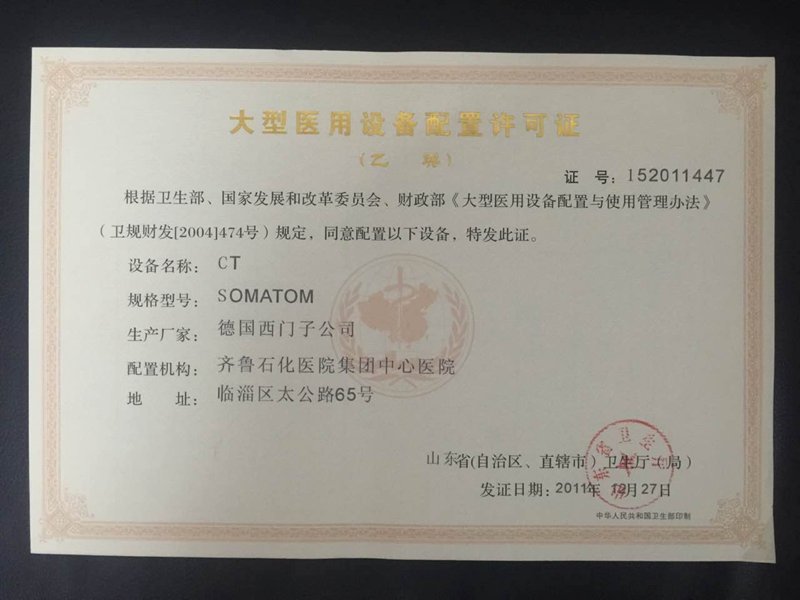 大型医用设备配置许可证
（乙 类）
证 号：152011447
根据卫生部、国家发展和改革委员会、财政部《大型医用设备配置与使用管理办法》
（卫规财发[2004]474号）规定，同意配置以下设备，特发此证。
设备名称：CT
规格型号：SOMATOM
生产厂家：德国西门子公司
配置机构：齐鲁石化医院集团中心医院
地 址：临淄区太公路65号
山东省(自治区、直辖市）卫生厅（局）
发证日期：2011年 12月27日
中华人民共和国卫生部印制